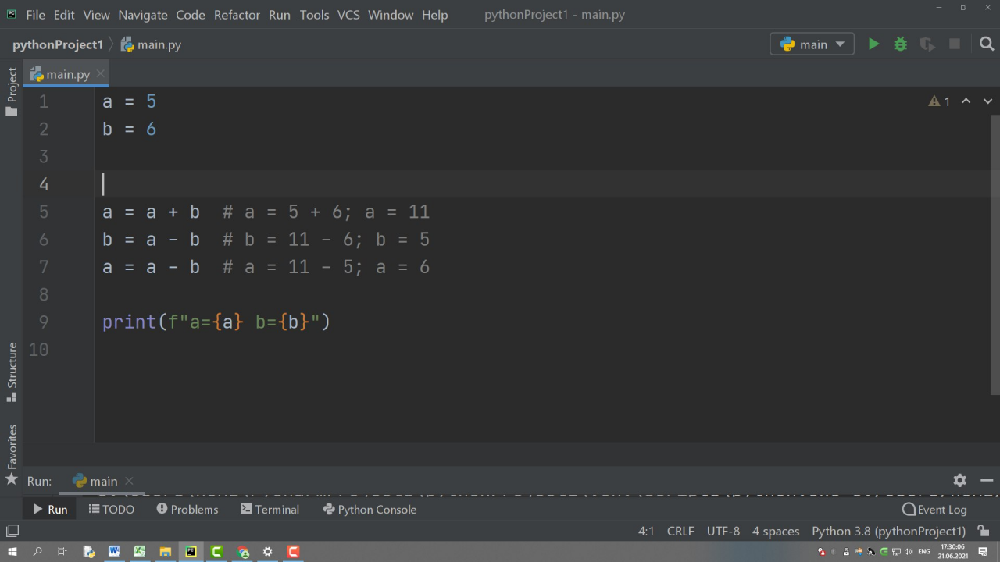 File Edit View Navigate Code Refactor Run Tools VCS Window Help pythonProject1 - main.py
pythonProject1 main.py main
Project
main.py
1 a = 5
1
2 b = 6
3
4
5 a = a + b # a = 5 + 6; a = 11
6 b = a - b # b = 11 - 6; b = 5
7 a = a - b # a = 11 - 5; a = 6
8
9 print(f"a={a} b={b}")
10
Structure
Favorites
Run: main
Run TODO Problems Terminal Python Console Event Log
4:1 CRLF UTF-8 4 spaces Python 3.8 (pythonProject1)
ENG 17:30:06
21.06.2021